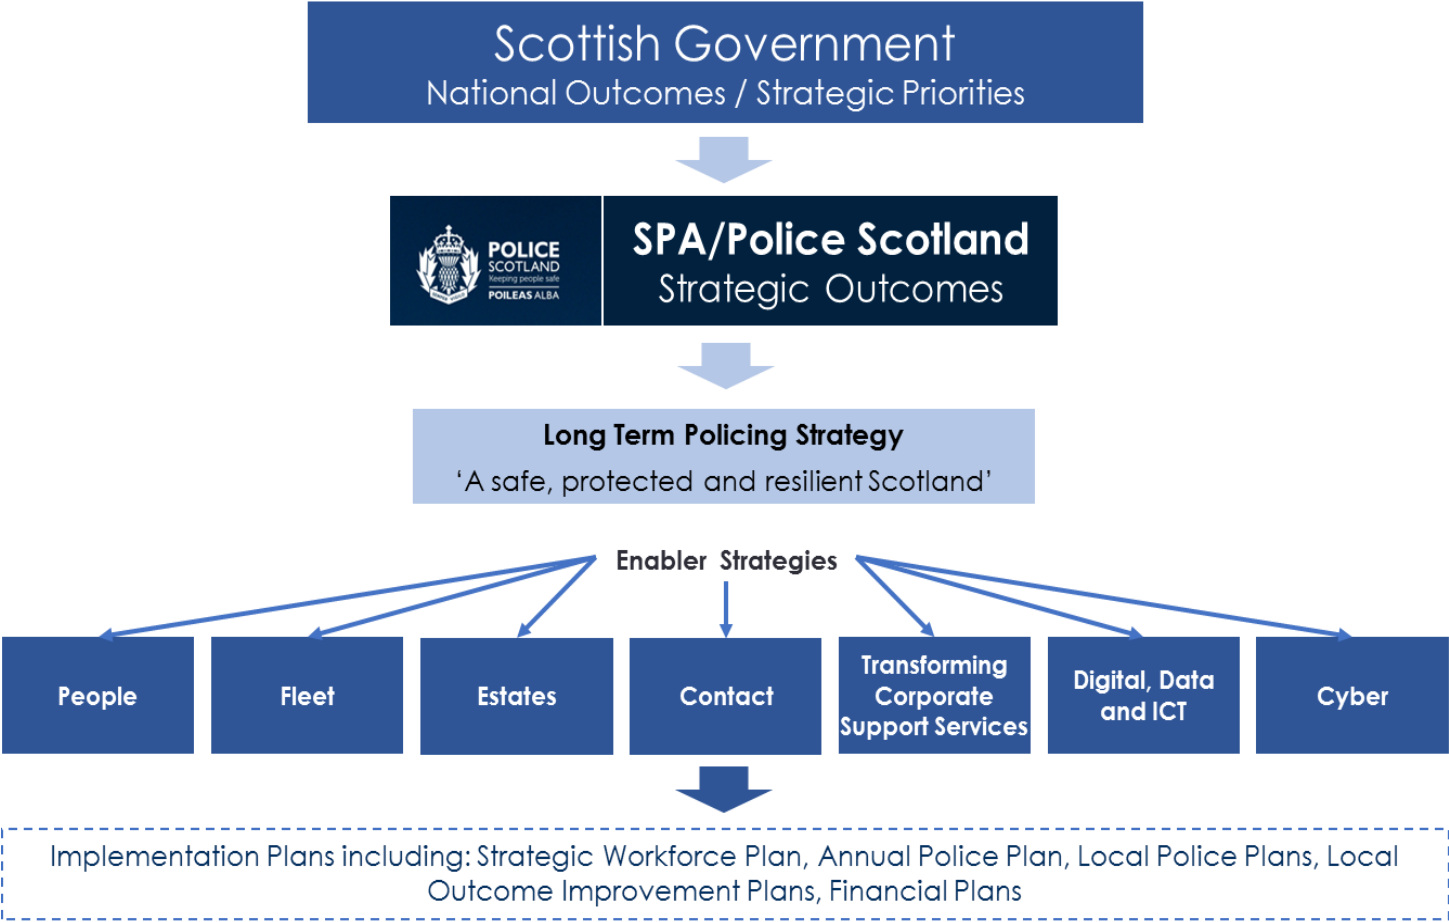 Scottish Government
National Outcomes / Strategic Priorities
POLICE
SCOTLAND
Keeping people safe
POILEAS ALBA
SPA/Police Scotland
Strategic Outcomes
Long Term Policing Strategy
‘A safe, protected and resilient Scotland’
Enabler Strategies
People
Fleet
Estates
Contact
Transforming
Corporate
Support Services
Digital, Data
and ICT
Cyber
Implementation Plans including: Strategic Workforce Plan, Annual Police Plan, Local Police Plans, Local
Outcome Improvement Plans, Financial Plans